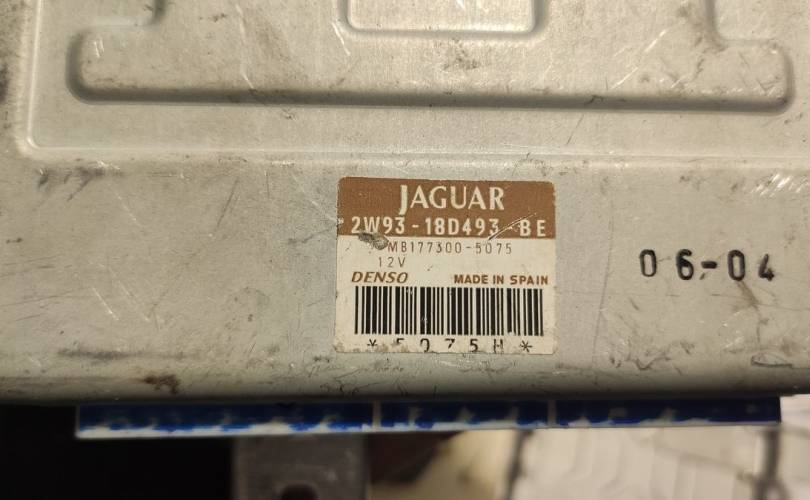 JAGUAR
2W93-18D493-BE
MB177300-5075
12V
DENSO MADE IN SPAIN
*5075H*
06-04